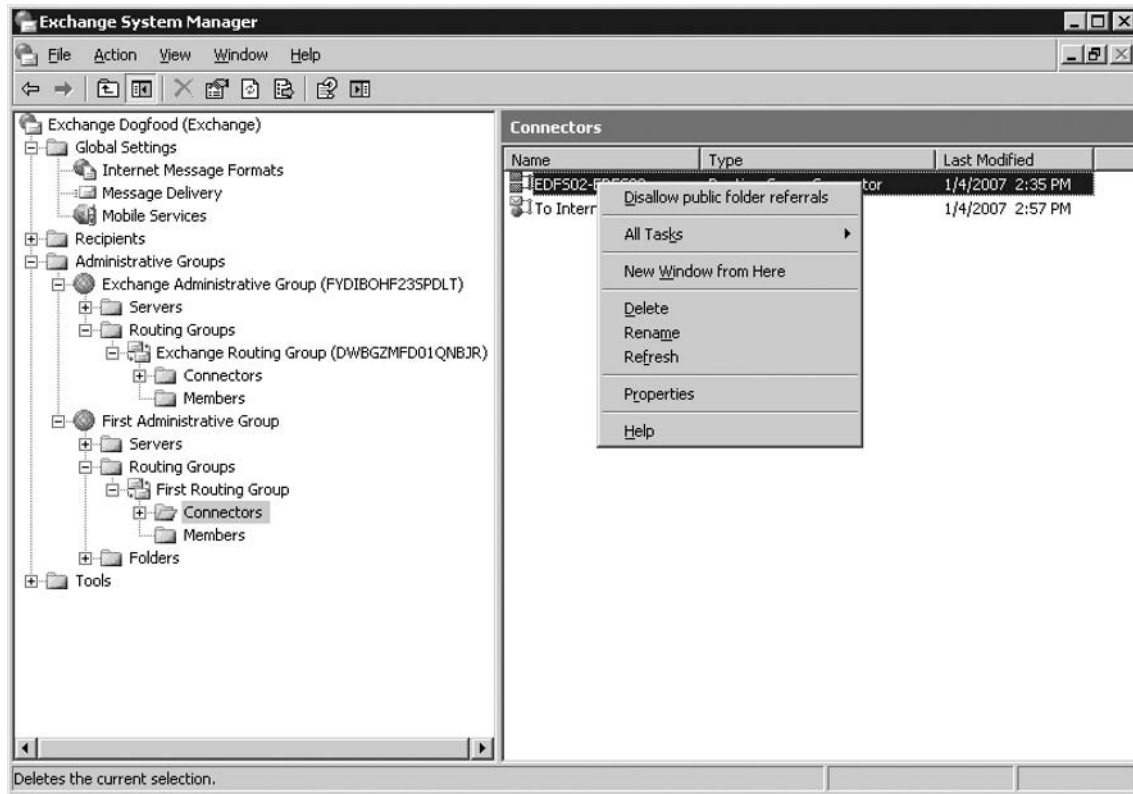 Exchange System Manager
File Action View Window Help
Exchange Dogfood (Exchange)
Global Settings
Internet Message Formats
Message Delivery
Mobile Services
Recipients
Administrative Groups
Exchange Administrative Group (FYDIBOHF23SPDLT)
Servers
Routing Groups
Exchange Routing Group (DWBGZMFD01QNBJR)
Connectors
Members
First Administrative Group
Servers
Routing Groups
First Routing Group
Connectors
Members
Folders
Tools
Connectors
Name Type Last Modified
1/4/2007 2:35 PM
To Intern 1/4/2007 2:57 PM
Disallow public folder referrals
All Tasks
New Window from Here
Delete
Rename
Refresh
Properties
Help
Deletes the current selection.